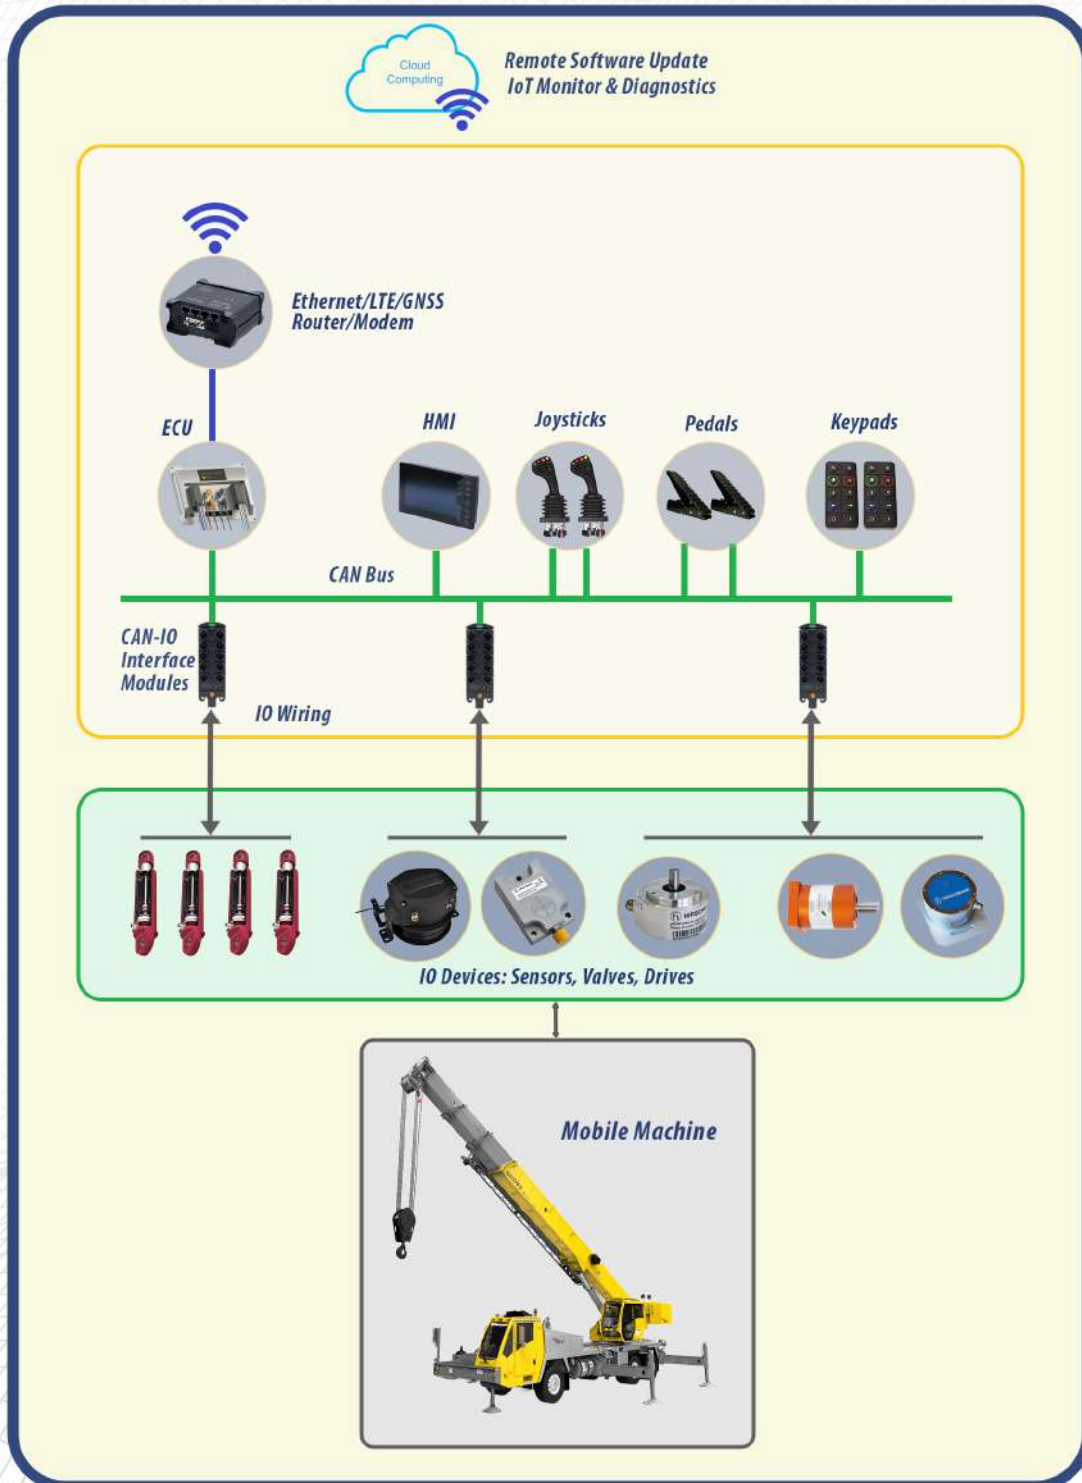 Cloud
Computing
Remote Software Update
IoT Monitor & Diagnostics
Ethernet/LTE/GNSS
Router/Modem
ECU
HMI
Joysticks
Pedals
Keypads
CAN Bus
CAN-IO
Interface
Modules
IO Wiring
IO Devices: Sensors, Valves, Drives
Mobile Machine